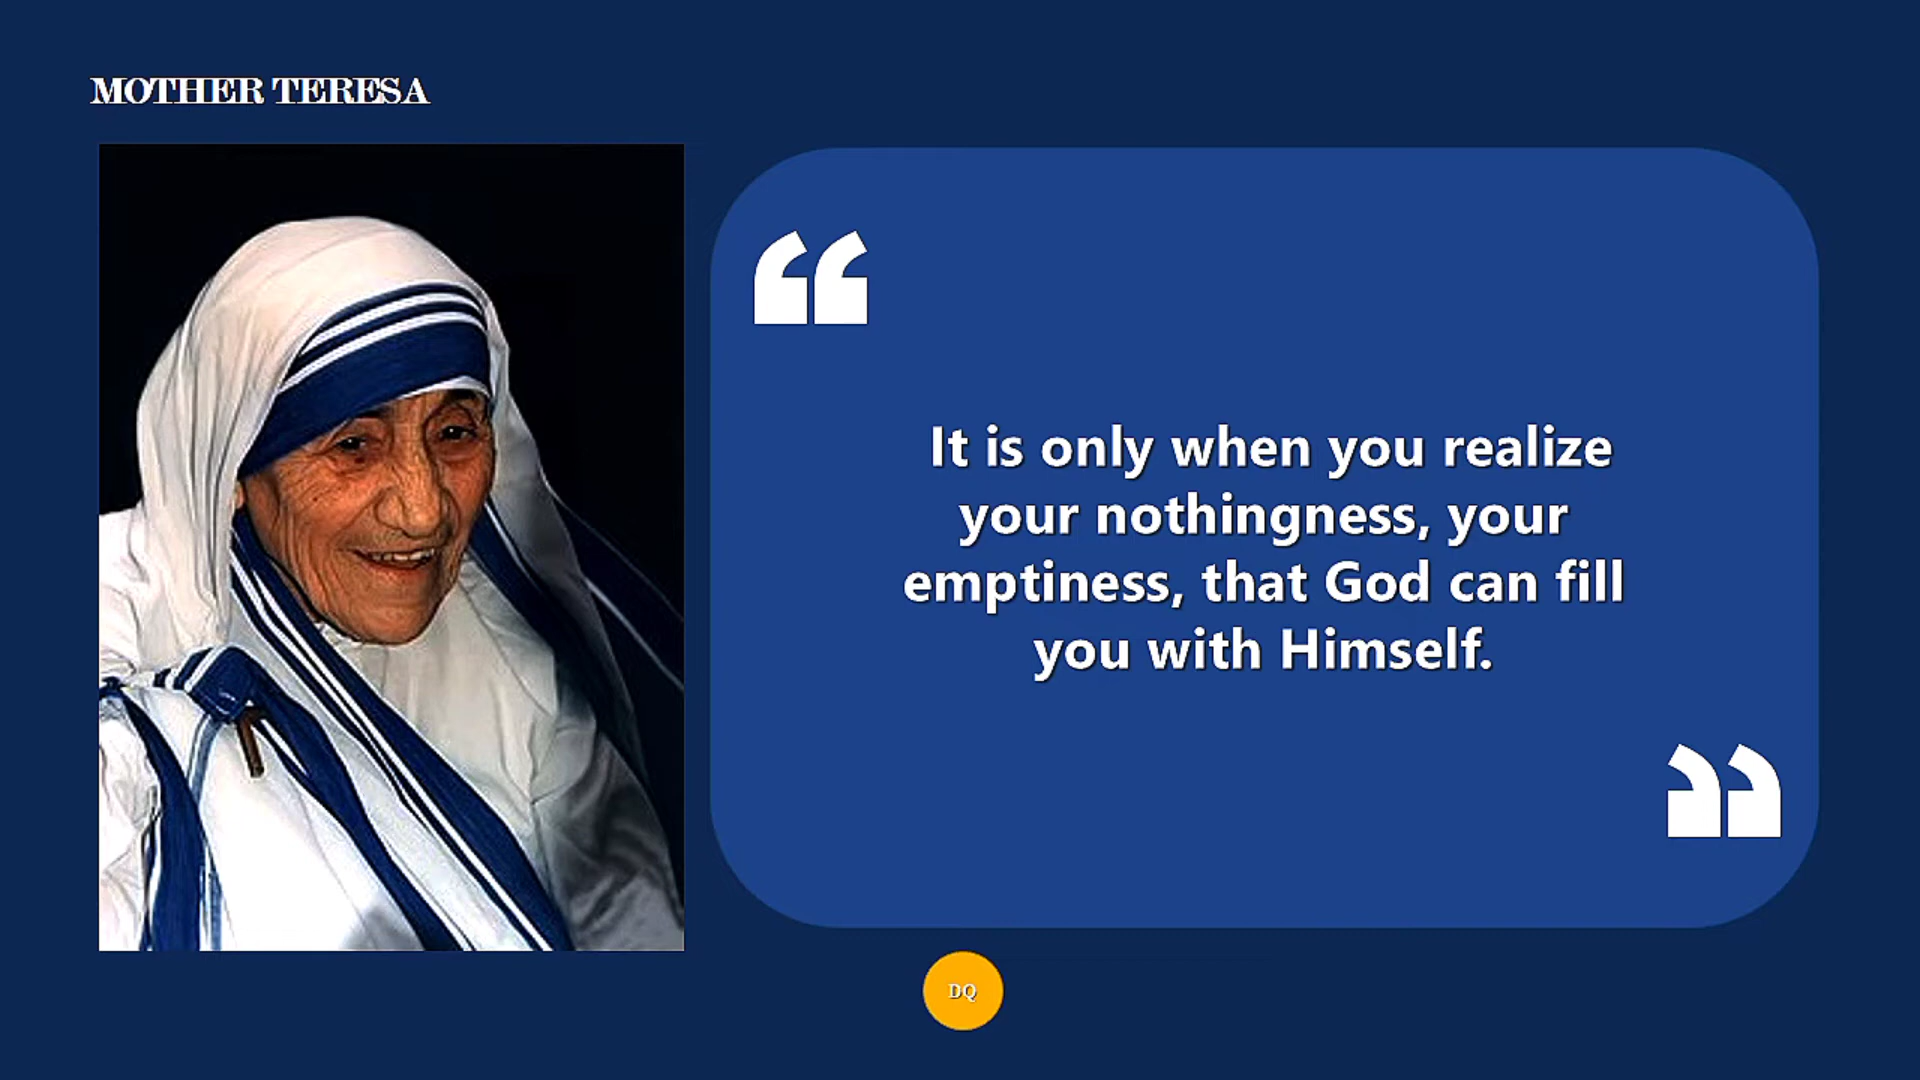 MOTHER TERESA
“
It is only when you realize
your nothingness, your
emptiness, that God can fill
you with Himself.
”
DQ